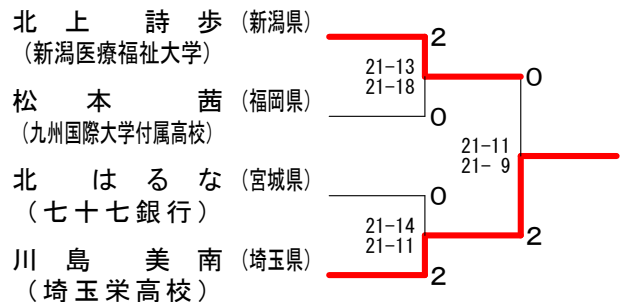 北上 詩歩 (新潟県)
(新潟医療福祉大学)
2
21-13
21-18
0
松本 茜 (福岡県)
(九州国際大学付属高校)
0
21-11
21- 9
北 はるな (宮城県)
(七十七銀行)
0
21-14
21-11
2
川島 美南 (埼玉県)
(埼玉栄高校)
2